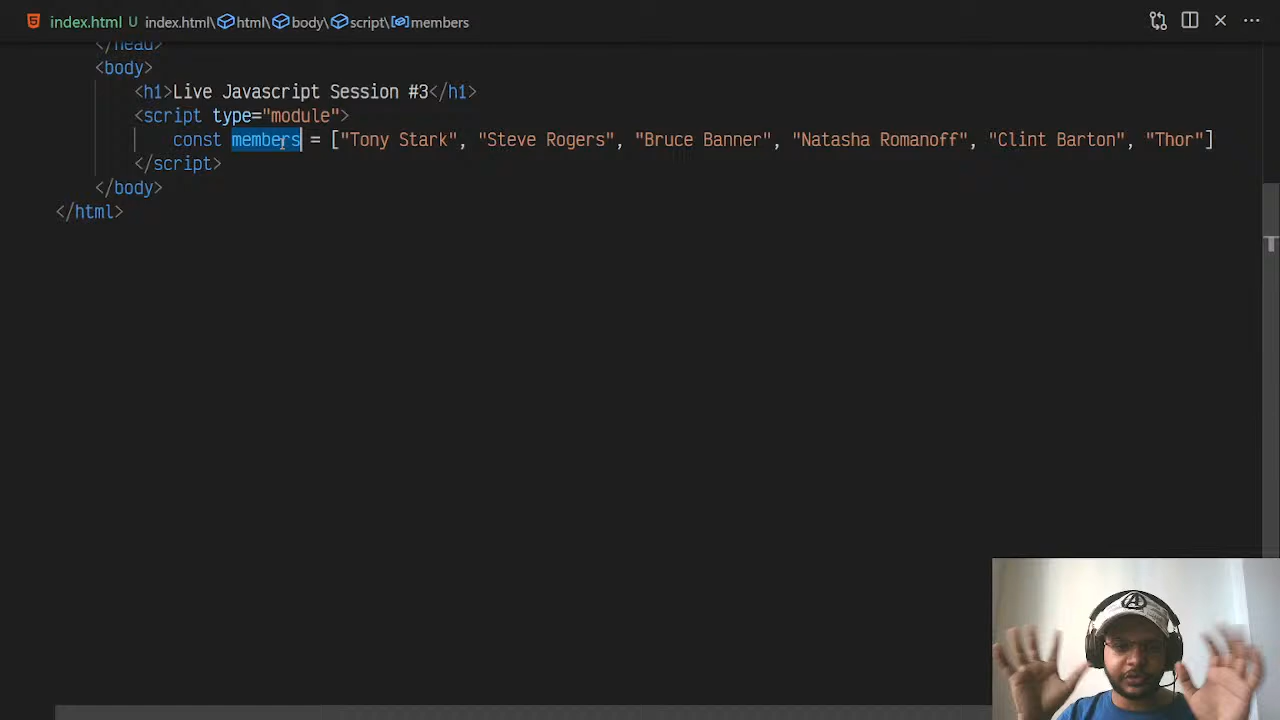 index.html U index.html\html\body\script\members
</head>
<body>
<h1>Live Javascript Session #3</h1>
<script type="module">
const members = ["Tony Stark", "Steve Rogers", "Bruce Banner", "Natasha Romanoff", "Clint Barton", "Thor"]
</script>
</body>
</html>